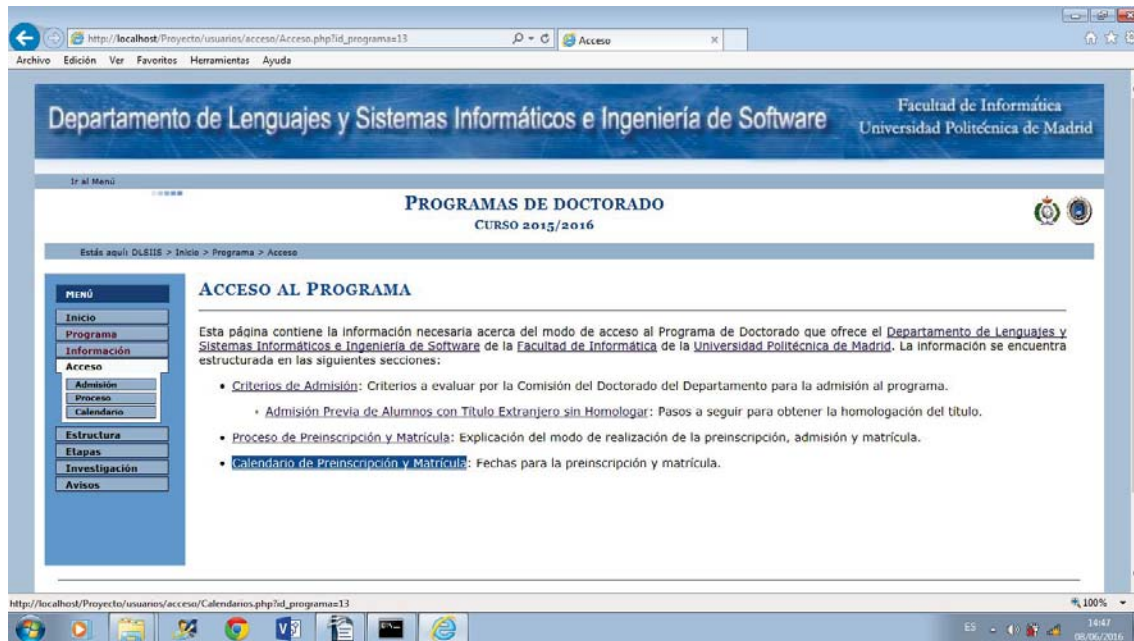 http://localhost/Proyecto/usuarios/acceso/Acceso.php?id_programa=13
Acceso
Archivo Edición Ver Favoritos Herramientas Ayuda
Departamento de Lenguajes y Sistemas Informáticos e Ingeniería de Software
Facultad de Informática
Universidad Politécnica de Madrid
Ir al Menú
PROGRAMAS DE DOCTORADO
CURSO 2015/2016
Estás aquí: DLSIIS > Inicio > Programa > Acceso
MENÚ
Inicio
Programa
Información
Acceso
Admisión
Proceso
Calendario
Estructura
Etapas
Investigación
Avisos
ACCESO AL PROGRAMA
Esta página contiene la información necesaria acerca del modo de acceso al Programa de Doctorado que ofrece el Departamento de Lenguajes y
Sistemas Informáticos e Ingeniería de Software de la Facultad de Informática de la Universidad Politécnica de Madrid. La información se encuentra
estructurada en las siguientes secciones:
• Criterios de Admisión: Criterios a evaluar por la Comisión del Doctorado del Departamento para la admisión al programa.
• Admisión Previa de Alumnos con Título Extranjero sin Homologar: Pasos a seguir para obtener la homologación del título.
• Proceso de Preinscripción y Matrícula: Explicación del modo de realización de la preinscripción, admisión y matrícula.
• Calendario de Preinscripción y Matrícula: Fechas para la preinscripción y matrícula.
http://localhost/Proyecto/usuarios/acceso/Calendarios.php?id_programa=13
100%
ES
14:47
08/06/2016